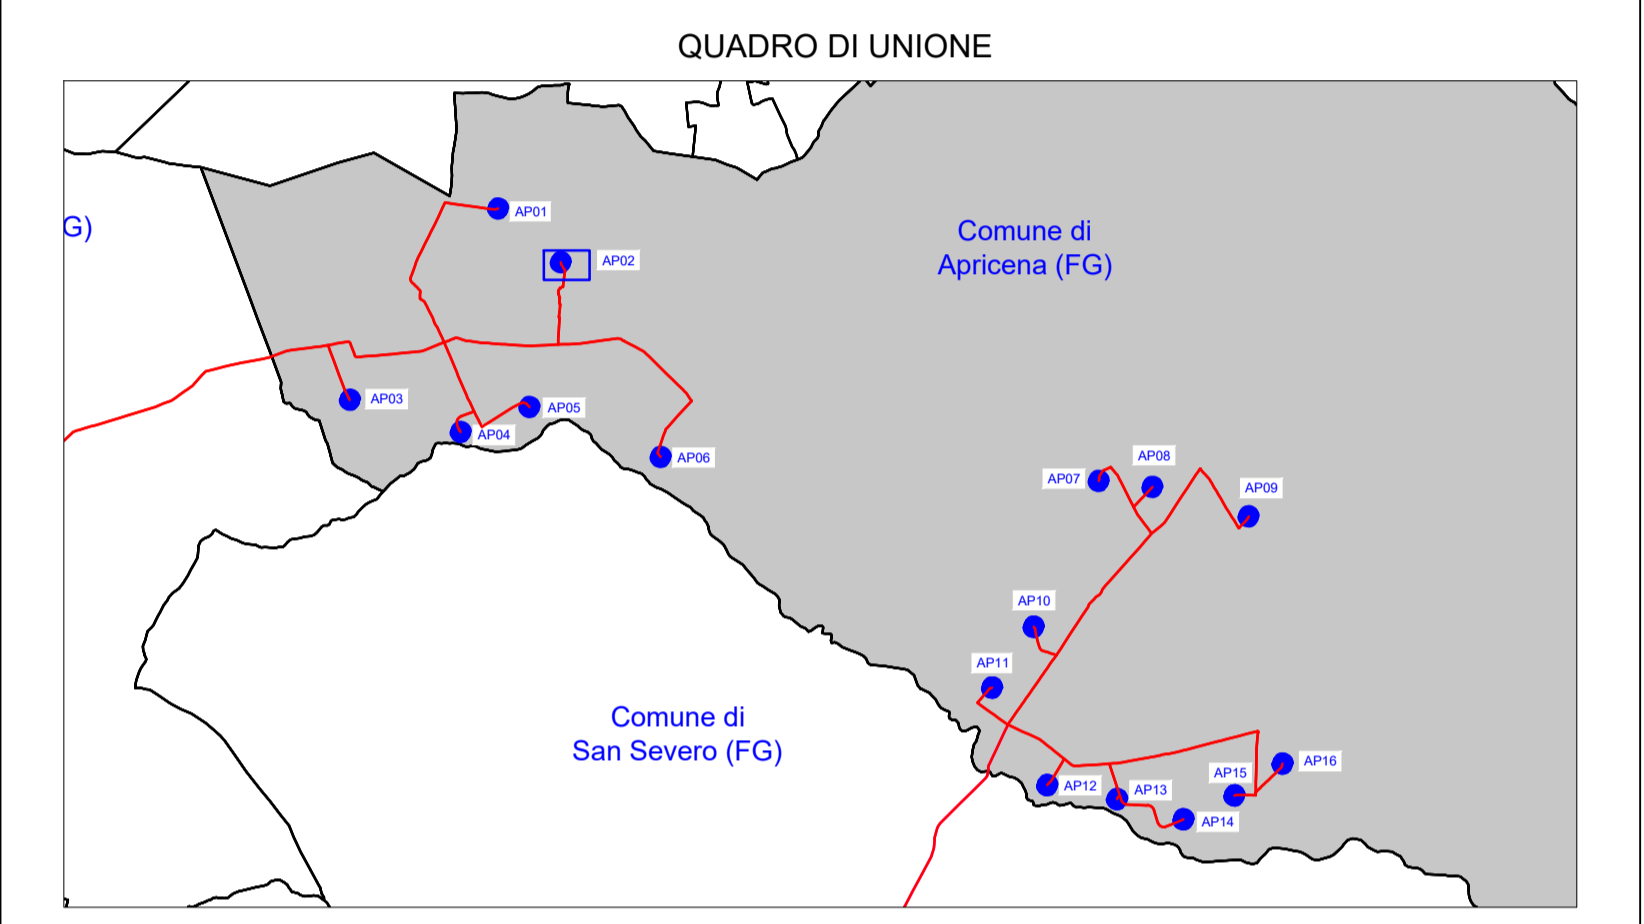 QUADRO DI UNIONE
G)
AP01
Comune di
Apricena (FG)
AP02
AP03
AP05
AP04
AP06
AP08
AP07
AP09
AP10
AP11
Comune di
San Severo (FG)
AP16
AP15
AP12
AP13
AP14